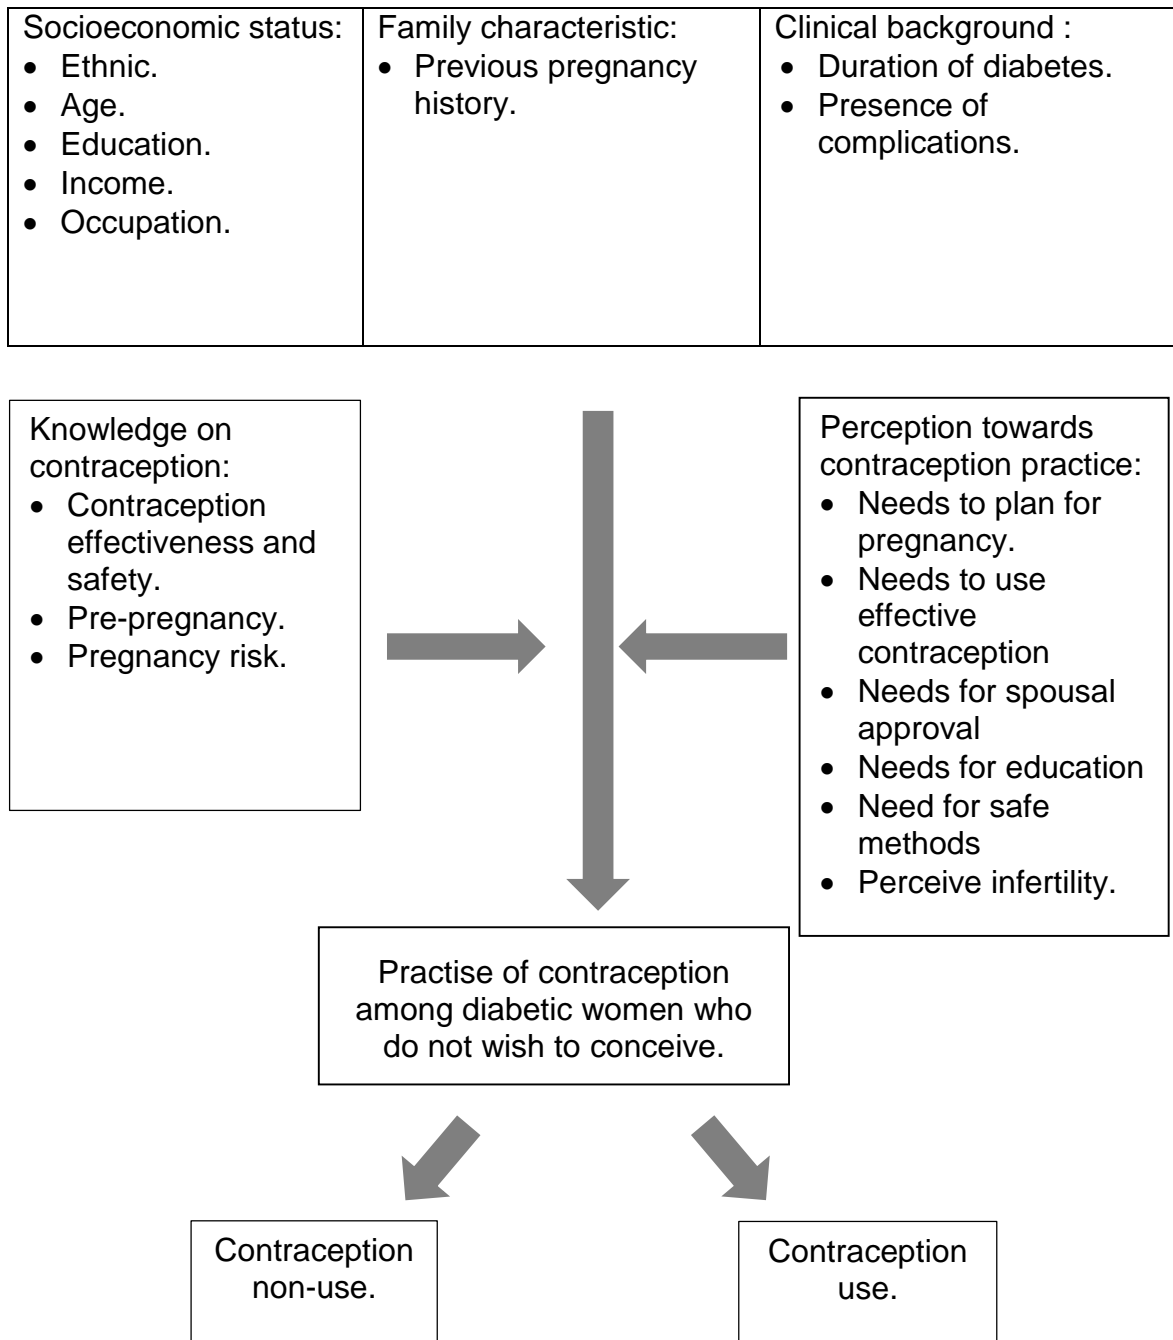 Socioeconomic status:
• Ethnic.
• Age.
• Education.
• Income.
• Occupation.
Family characteristic:
• Previous pregnancy
history.
Clinical background :
• Duration of diabetes.
• Presence of
complications.
Knowledge on
contraception:
• Contraception
effectiveness and
safety.
• Pre-pregnancy.
• Pregnancy risk.
Perception towards
contraception practice:
• Needs to plan for
pregnancy.
• Needs to use
effective
contraception
• Needs for spousal
approval
• Needs for education
• Need for safe
methods
• Perceive infertility.
Practise of contraception
among diabetic women who
do not wish to conceive.
Contraception
non-use.
Contraception
use.